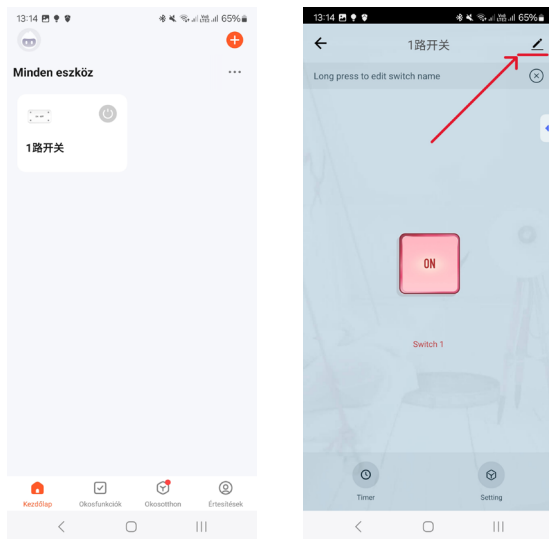 13:14
65%
Minden eszköz
1路开关
Kezdőlap
Okosfunkciók
Okosotthon
Értesítések
13:14
65%
1路开关
Long press to edit switch name
ON
Switch 1
Timer
Setting